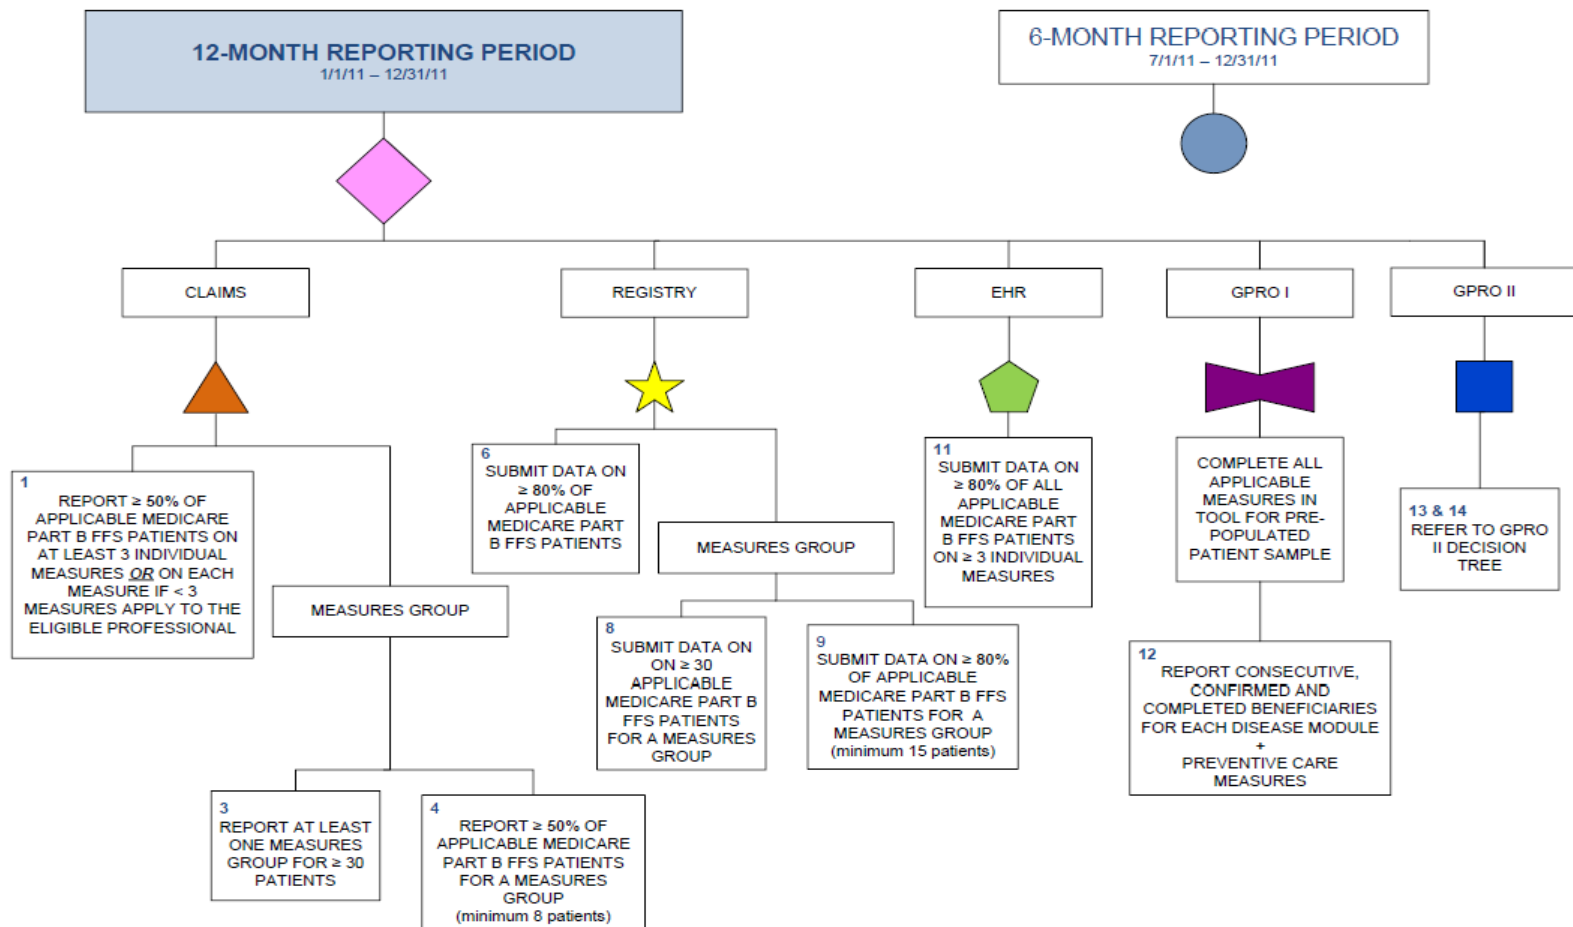 12-MONTH REPORTING PERIOD
1/1/11 – 12/31/11
6-MONTH REPORTING PERIOD
7/1/11 – 12/31/11
CLAIMS
REGISTRY
EHR
GPRO I
GPRO II
1
REPORT ≥ 50% OF
APPLICABLE MEDICARE
PART B FFS PATIENTS ON
AT LEAST 3 INDIVIDUAL
MEASURES OR ON EACH
MEASURE IF < 3
MEASURES APPLY TO THE
ELIGIBLE PROFESSIONAL
MEASURES GROUP
3
REPORT AT LEAST
ONE MEASURES
GROUP FOR ≥ 30
PATIENTS
4
REPORT ≥ 50% OF
APPLICABLE MEDICARE
PART B FFS PATIENTS
FOR A MEASURES
GROUP
(minimum 8 patients)
6
SUBMIT DATA ON
≥ 80% OF
APPLICABLE
MEDICARE PART
B FFS PATIENTS
MEASURES GROUP
8
SUBMIT DATA ON
ON ≥ 30
APPLICABLE
MEDICARE PART B
FFS PATIENTS
FOR A MEASURES
GROUP
9
SUBMIT DATA ON ≥ 80%
OF APPLICABLE
MEDICARE PART B FFS
PATIENTS FOR A
MEASURES GROUP
(minimum 15 patients)
11
SUBMIT DATA ON
≥ 80% OF ALL
APPLICABLE
MEDICARE PART
B FFS PATIENTS
ON ≥ 3 INDIVIDUAL
MEASURES
COMPLETE ALL
APPLICABLE
MEASURES IN
TOOL FOR PRE-
POPULATED
PATIENT SAMPLE
12
REPORT CONSECUTIVE,
CONFIRMED AND
COMPLETED BENEFICIARIES
FOR EACH DISEASE MODULE
+
PREVENTIVE CARE
MEASURES
13 & 14
REFER TO GPRO
II DECISION
TREE